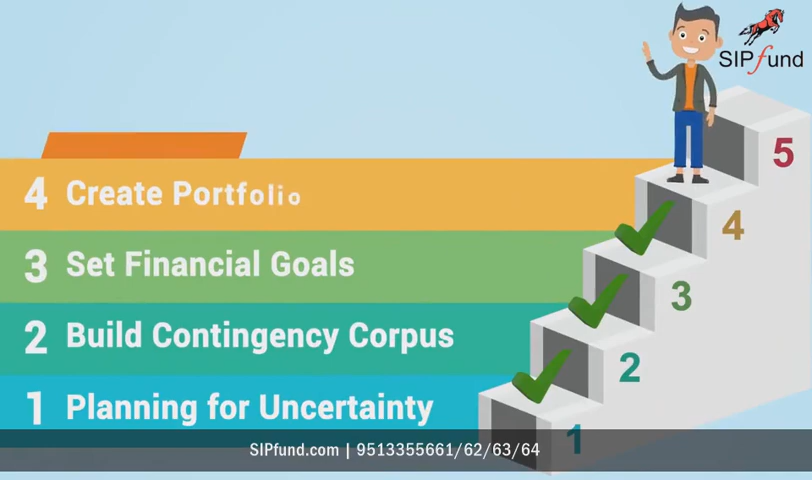 SIPfund
5
4 Create Portfolio
4
3 Set Financial Goals
3
2 Build Contingency Corpus
2
1 Planning for Uncertainty
1
SIPfund.com | 9513355661/62/63/64